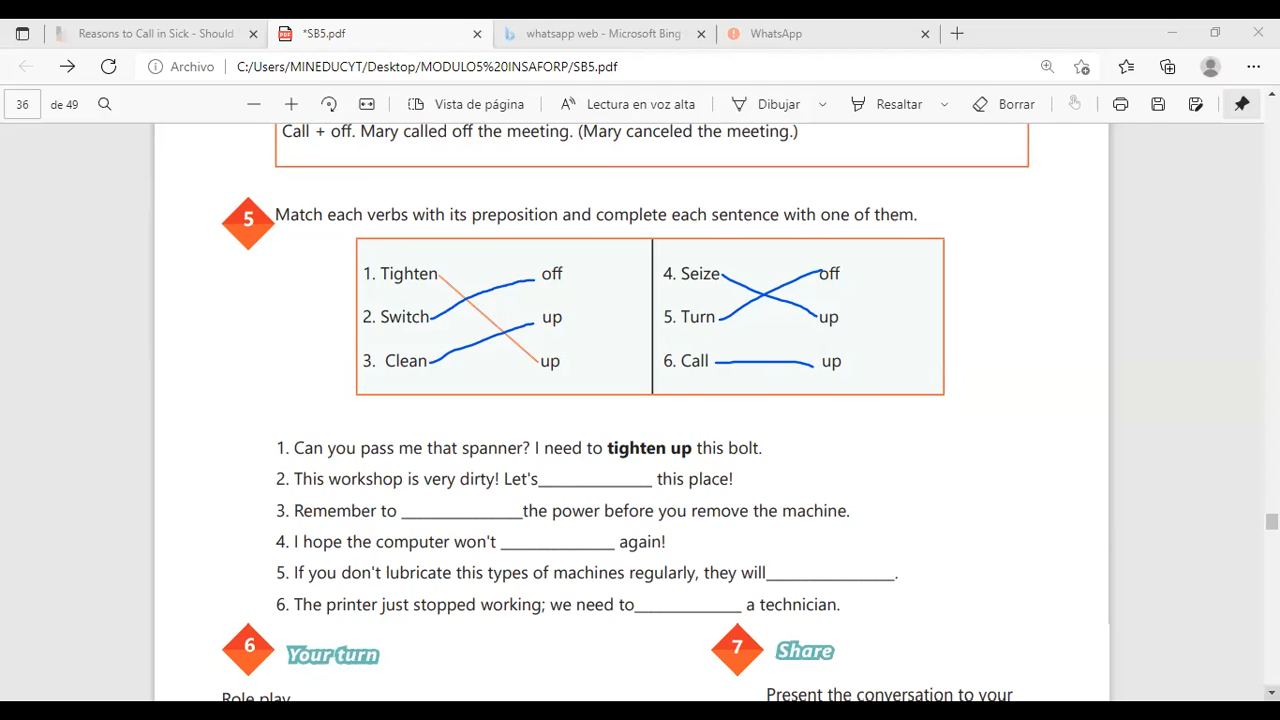 Reasons to Call in Sick - Should
*SB5.pdf
whatsapp web - Microsoft Bing
WhatsApp
Archivo
C:/Users/MINEDUCYT/Desktop/MODULO5%20INSAFORP/SB5.pdf
36
de 49
Vista de página
Lectura en voz alta
Dibujar
Resaltar
Borrar
Call + off. Mary called off the meeting. (Mary canceled the meeting.)
5
Match each verbs with its preposition and complete each sentence with one of them.
1. Tighten off
2. Switch up
3. Clean up
4. Seize off
5. Turn up
6. Call up
1. Can you pass me that spanner? I need to tighten up this bolt.
2. This workshop is very dirty! Let's____________ this place!
3. Remember to _____________the power before you remove the machine.
4. I hope the computer won't ____________ again!
5. If you don't lubricate this types of machines regularly, they will______________.
6. The printer just stopped working; we need to___________ a technician.
6
Your turn
7
Share
Role play
Present the conversation to your